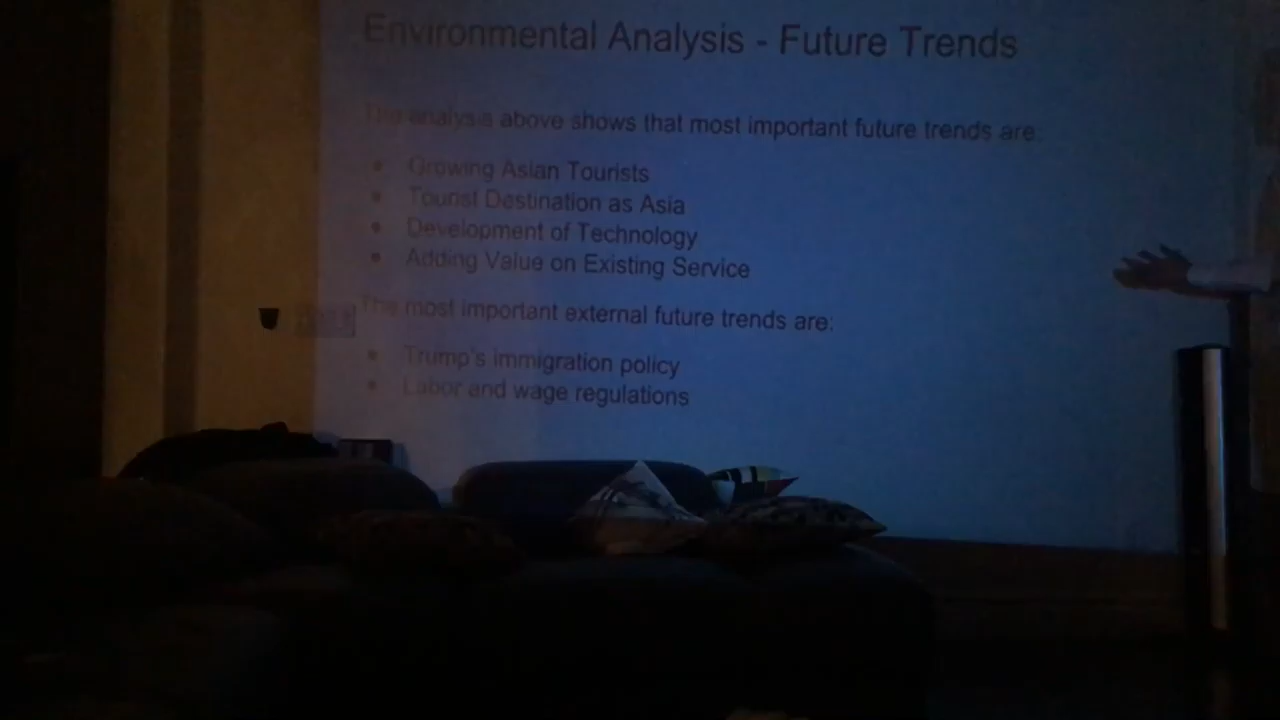 Environmental Analysis - Future Trends
The analysis above shows that most important future trends are:
Growing Asian Tourists
Tourist Destination as Asia
Development of Technology
Adding Value on Existing Service
The most important external future trends are:
Trump's immigration policy
Labor and wage regulations